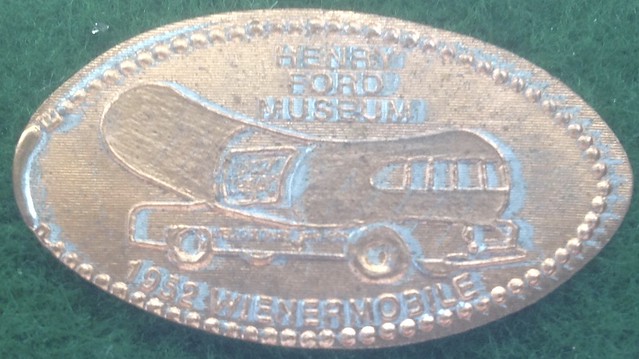 HENRY
FORD
MUSEUM
1952 WIENERMOBILE